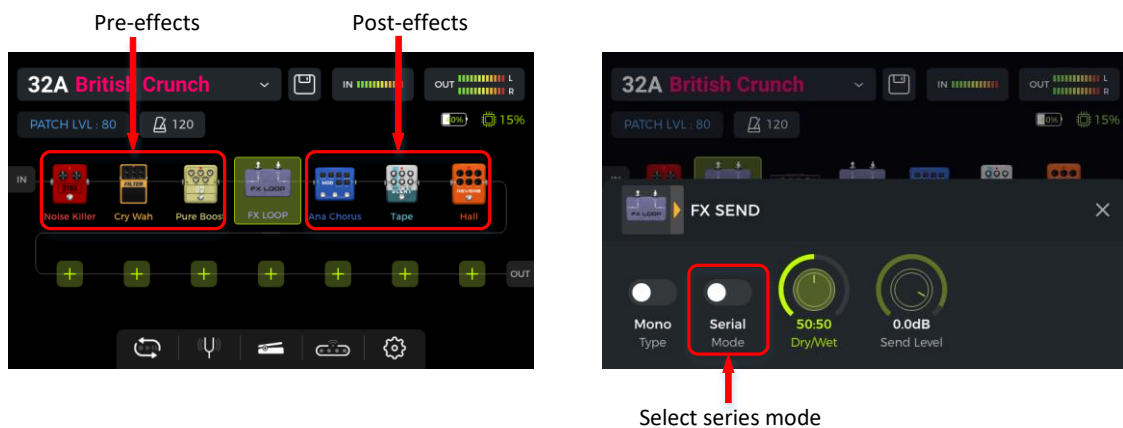 Pre-effects Post-effects
32A British Crunch IN OUT L R
PATCH LVL : 80 120 15%
IN
FX LOOP
Noise Killer Cry Wah Pure Boost FX LOOP Ana Chorus Tape Hall
+ + + + + + + OUT
32A British Crunch IN OUT L R
PATCH LVL : 80 120 15%
FX SEND
Mono Serial 50:50 0.0dB
Type Mode Dry/Wet Send Level
Select series mode